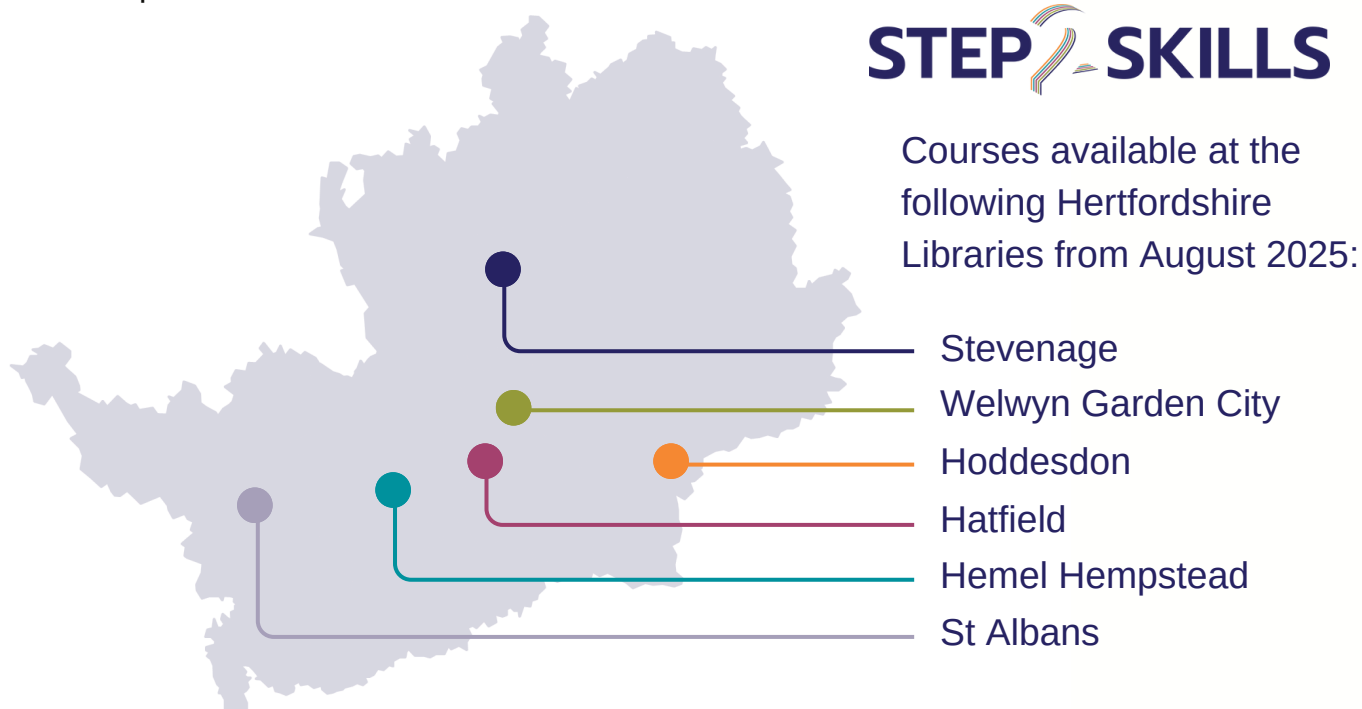 STEP2SKILLS
Courses available at the
following Hertfordshire
Libraries from August 2025:
Stevenage
Welwyn Garden City
Hoddesdon
Hatfield
Hemel Hempstead
St Albans